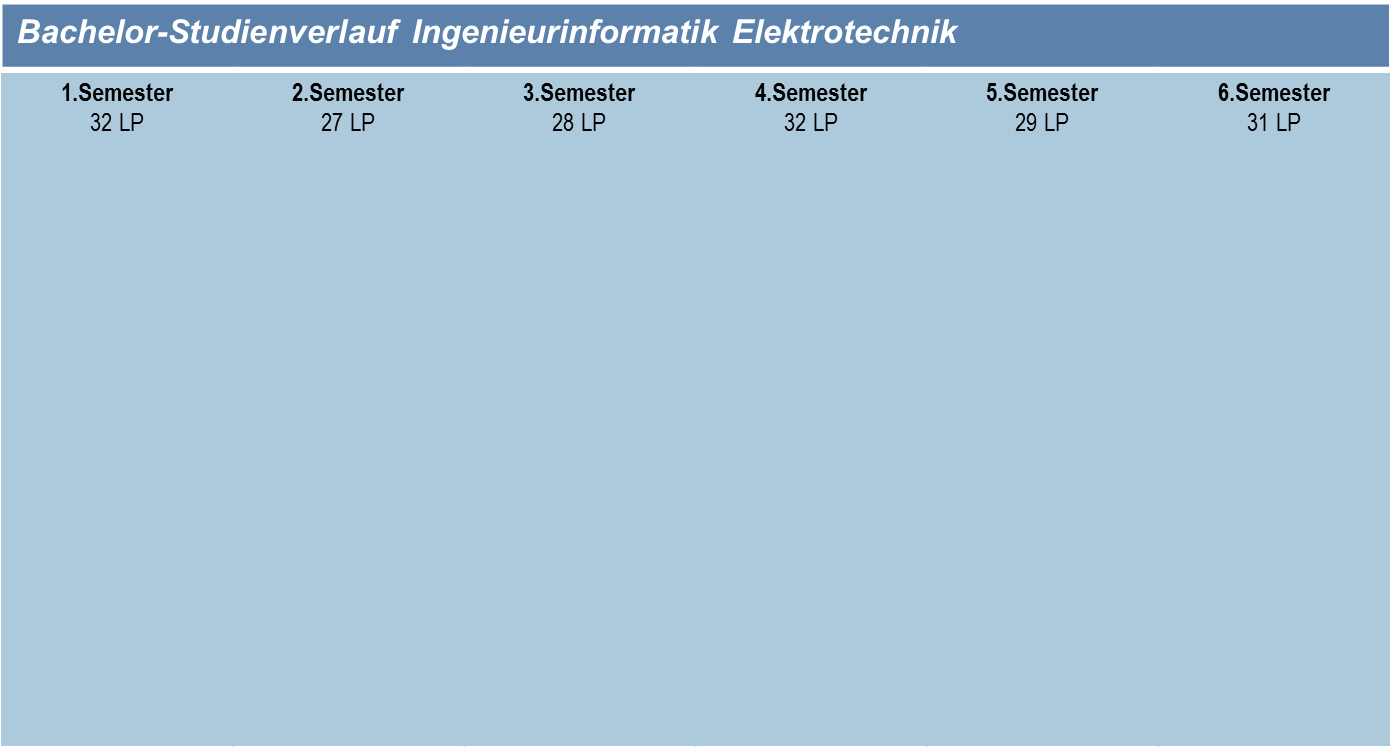 Bachelor-Studienverlauf Ingenieurinformatik Elektrotechnik
1.Semester 2.Semester 3.Semester 4.Semester 5.Semester 6.Semester
32 LP 27 LP 28 LP 32 LP 29 LP 31 LP